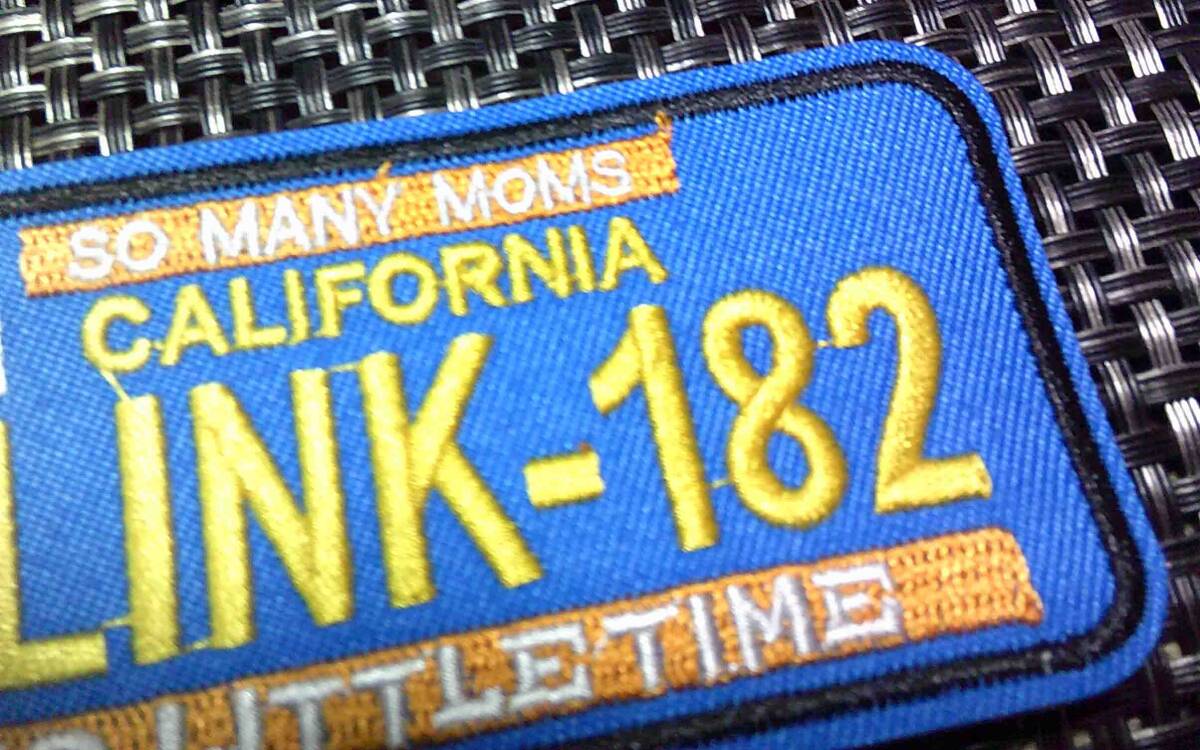 SO MANY MOMS
CALIFORNIA
LINK-182
LITTLE TIME